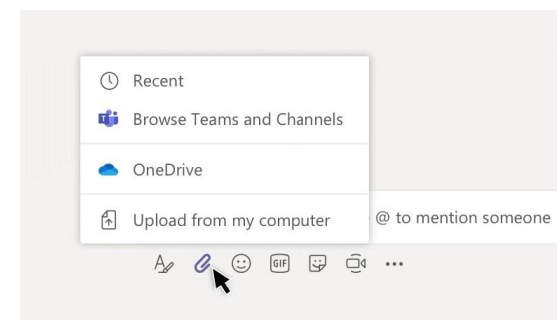 Recent
Browse Teams and Channels
OneDrive
Upload from my computer
@ to mention someone
GIF